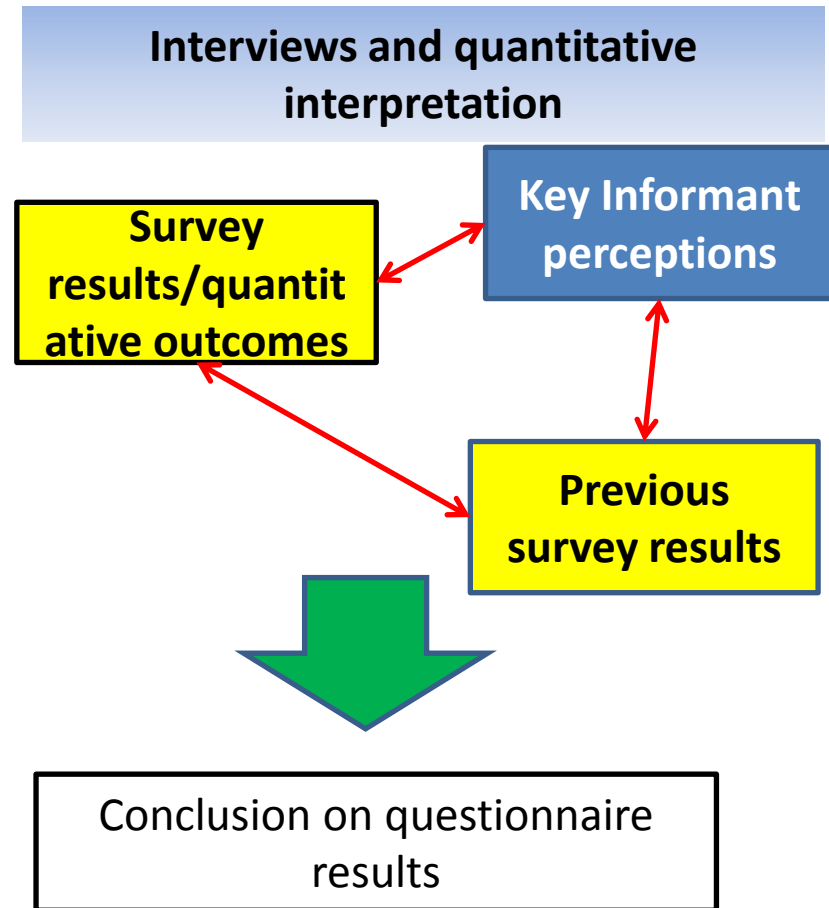 Interviews and quantitative
interpretation
Key Informant
perceptions
Survey
results/quantit
ative outcomes
Previous
survey results
Conclusion on questionnaire
results